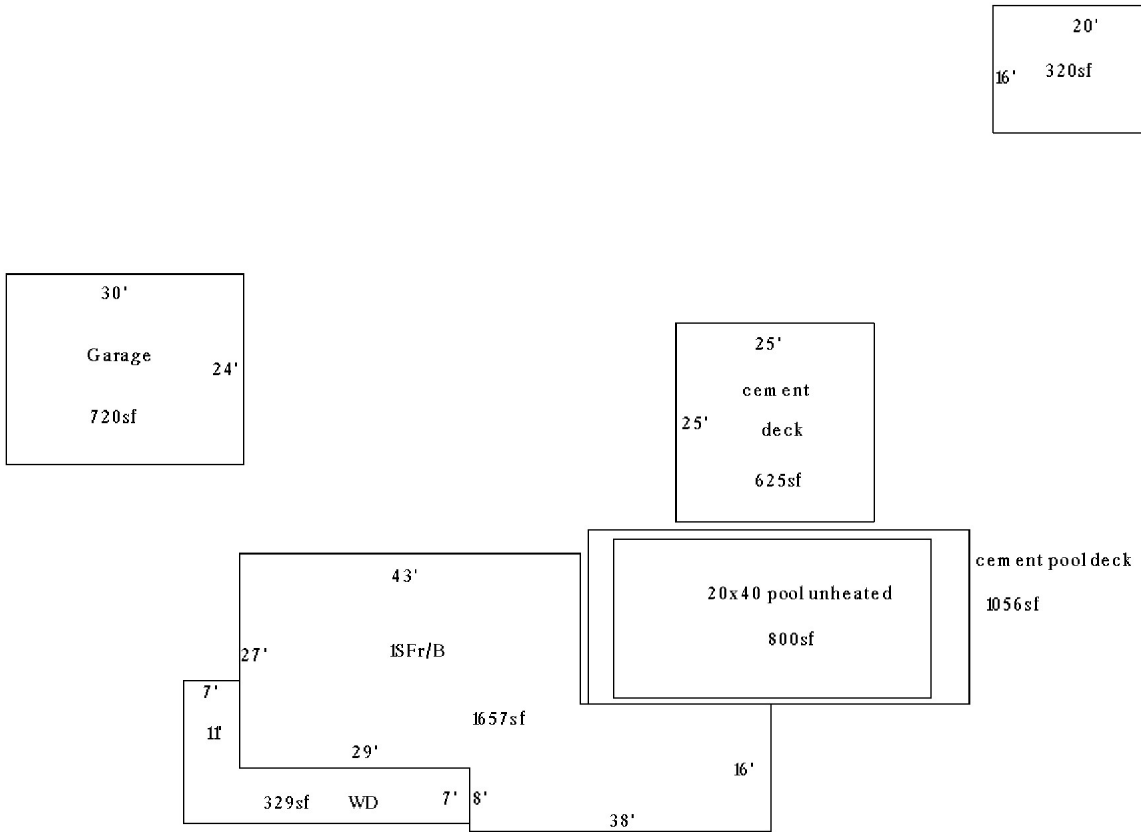 20'
16'
320sf
30'
Garage
24'
720sf
25'
cement
25'
deck
625sf
cement pool deck
1056sf
43'
20x40 pool unheated
800sf
27'
1SFr/B
7'
11'
1657sf
29'
16'
329sf WD
7'
8'
38'